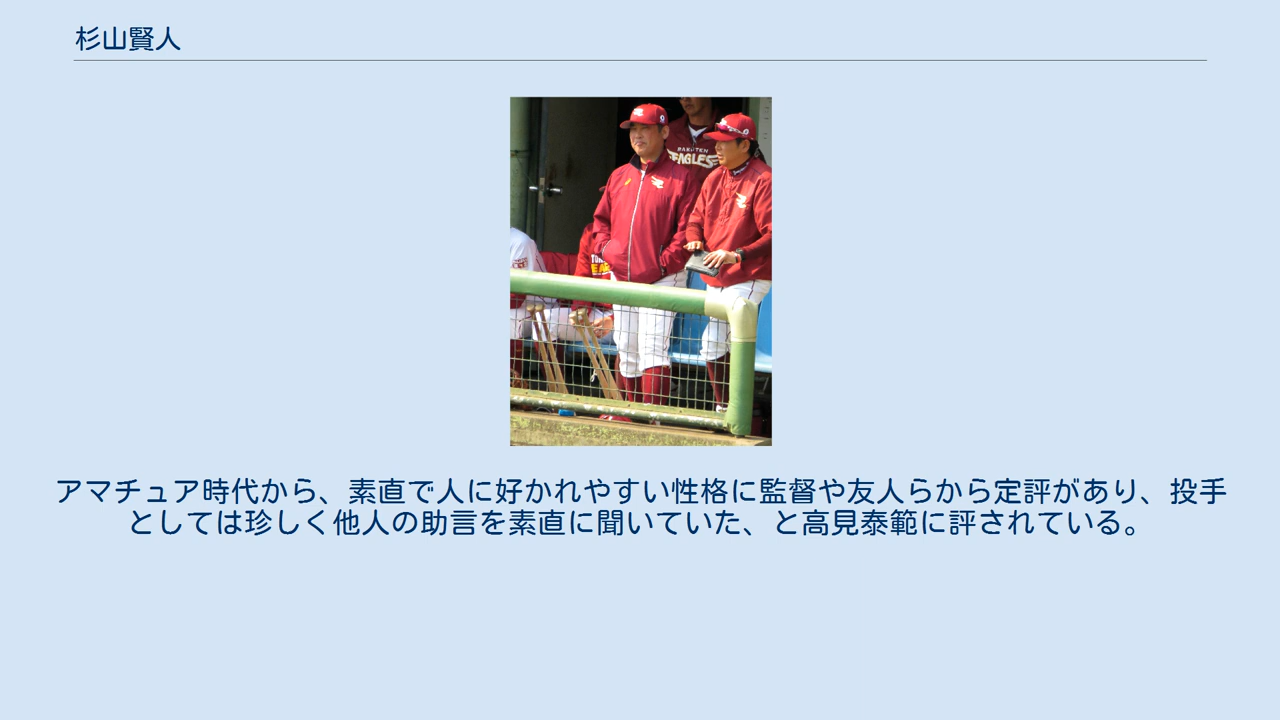 杉山賢人
RAKUTEN
EAGLES
アマチュア時代から、素直で人に好かれやすい性格に監督や友人らから定評があり、投手
としては珍しく他人の助言を素直に聞いていた、と高見泰範に評されている。